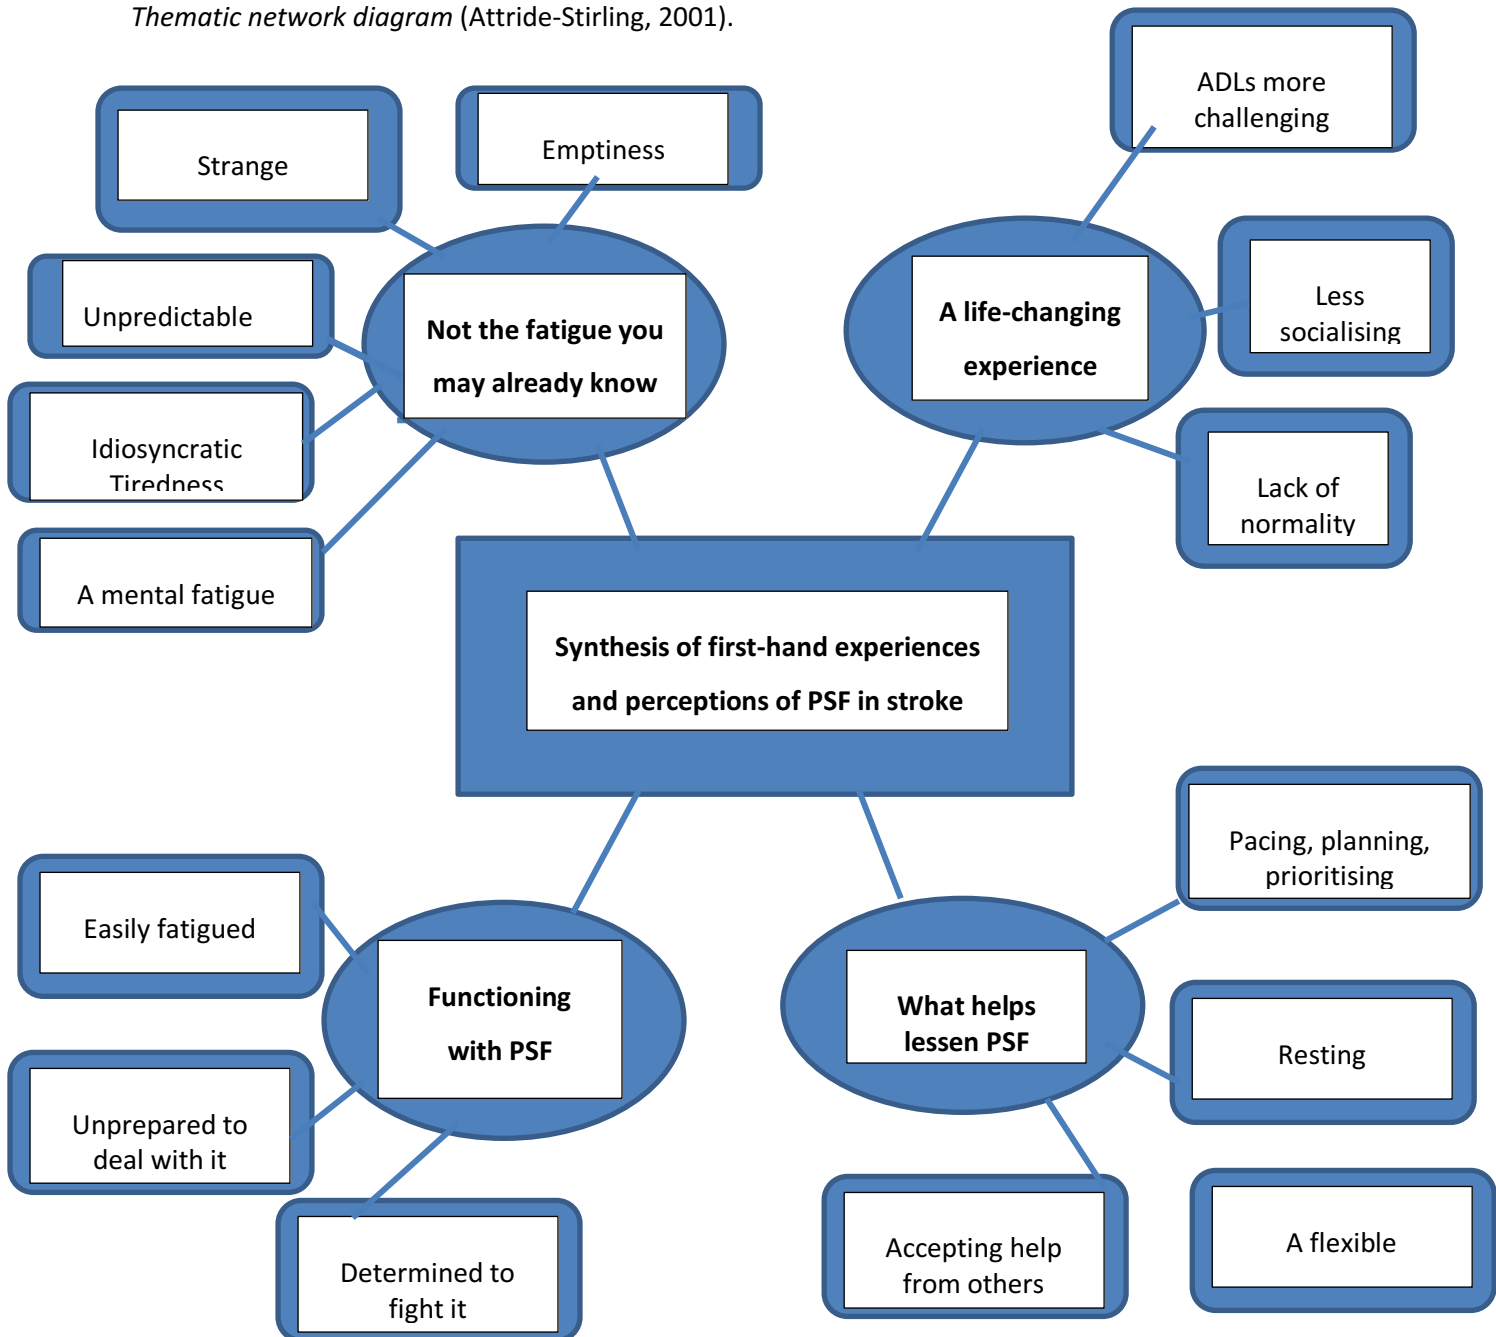 Thematic network diagram (Attride-Stirling, 2001).
Strange
Emptiness
ADLs more
challenging
Unpredictable
Not the fatigue you
may already know
A life-changing
experience
Less
socialising
Idiosyncratic
Tiredness
Lack of
normality
A mental fatigue
Synthesis of first-hand experiences
and perceptions of PSF in stroke
Pacing, planning,
prioritising
Easily fatigued
Functioning
with PSF
What helps
lessen PSF
Resting
Unprepared to
deal with it
Accepting help
from others
A flexible
Determined to
fight it